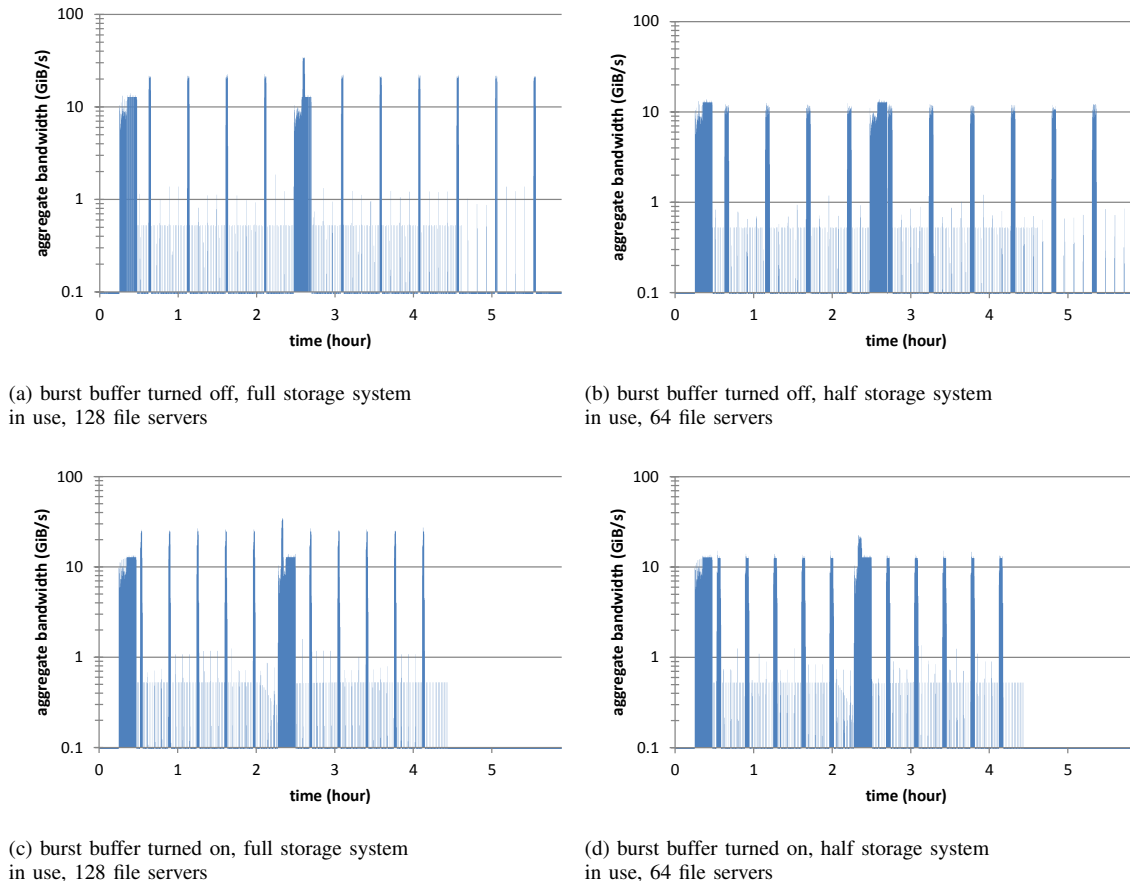 100
10
1
0.1
aggregate bandwidth (GiB/s)
0 1 2 3 4 5
time (hour)
(a) burst buffer turned off, full storage system
in use, 128 file servers
100
10
1
0.1
aggregate bandwidth (GiB/s)
0 1 2 3 4 5
time (hour)
(b) burst buffer turned off, half storage system
in use, 64 file servers
100
10
1
0.1
aggregate bandwidth (GiB/s)
0 1 2 3 4 5
time (hour)
(c) burst buffer turned on, full storage system
in use, 128 file servers
100
10
1
0.1
aggregate bandwidth (GiB/s)
0 1 2 3 4 5
time (hour)
(d) burst buffer turned on, half storage system
in use, 64 file servers